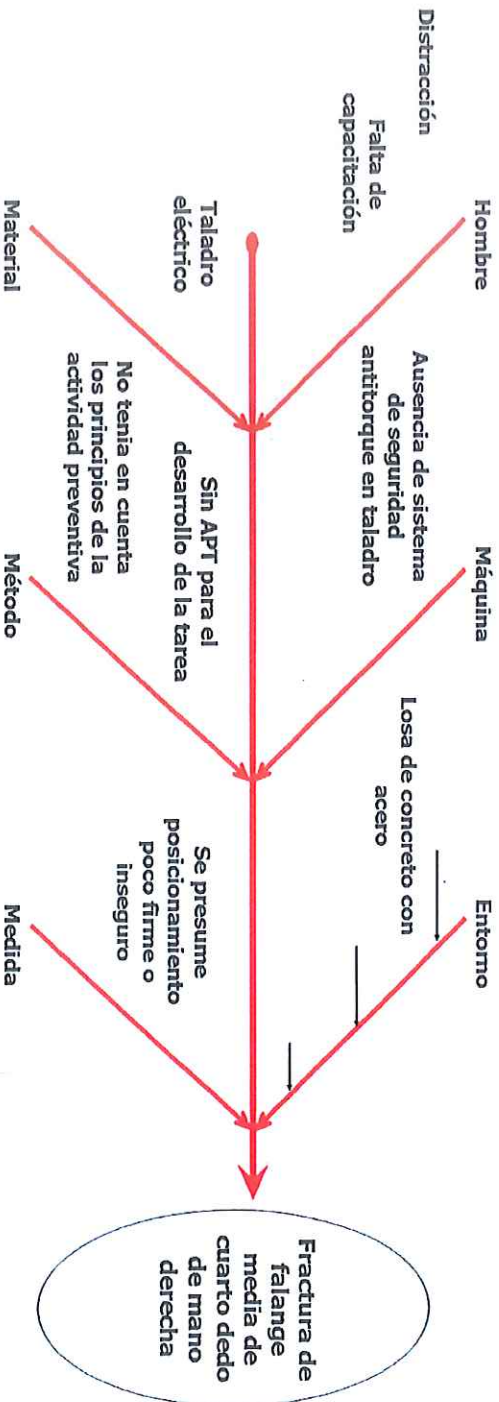 Hombre
Máquina
Entorno
Distracción
Falta de
capacitación
Ausencia de sistema
de seguridad
antitorque en taladro
Losa de concreto con
acero
Taladro
eléctrico
Sin APT para el
desarrollo de la tarea
No tenia en cuenta
los principios de la
actividad preventiva
Se presume
posicionamiento
poco firme o
inseguro
Fractura de
falange
media de
cuarto dedo
de mano
derecha
Material
Método
Medida